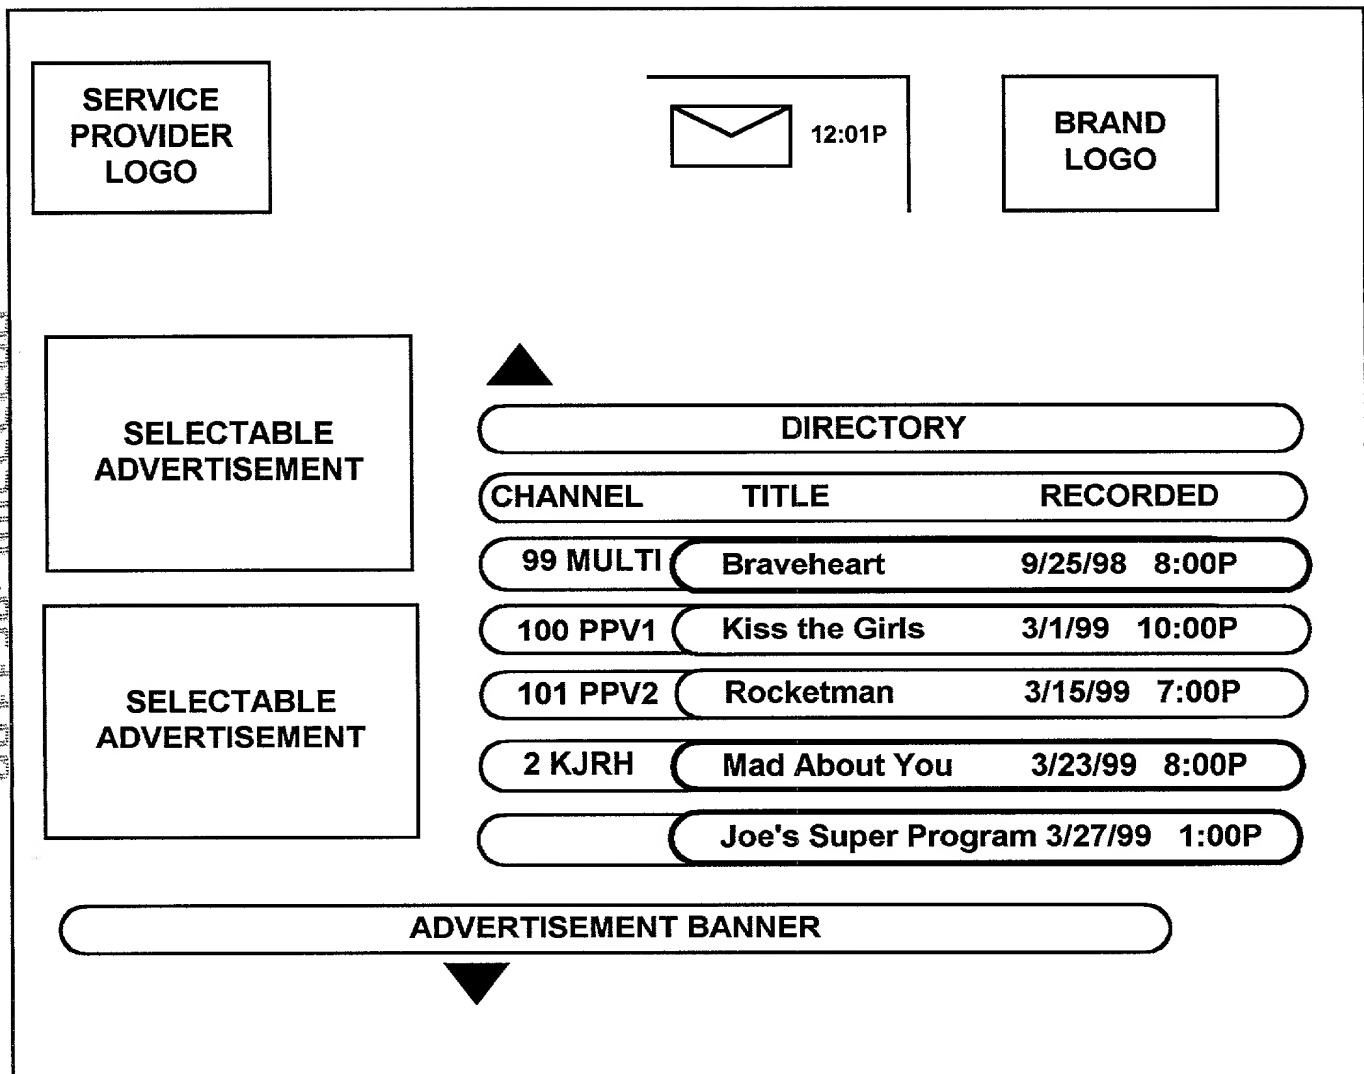 SERVICE
PROVIDER
LOGO
12:01P
BRAND
LOGO
SELECTABLE
ADVERTISEMENT
SELECTABLE
ADVERTISEMENT
DIRECTORY
CHANNEL TITLE RECORDED
99 MULTI Braveheart 9/25/98 8:00P
100 PPV1 Kiss the Girls 3/1/99 10:00P
101 PPV2 Rocketman 3/15/99 7:00P
2 KJRH Mad About You 3/23/99 8:00P
Joe's Super Program 3/27/99 1:00P
ADVERTISEMENT BANNER